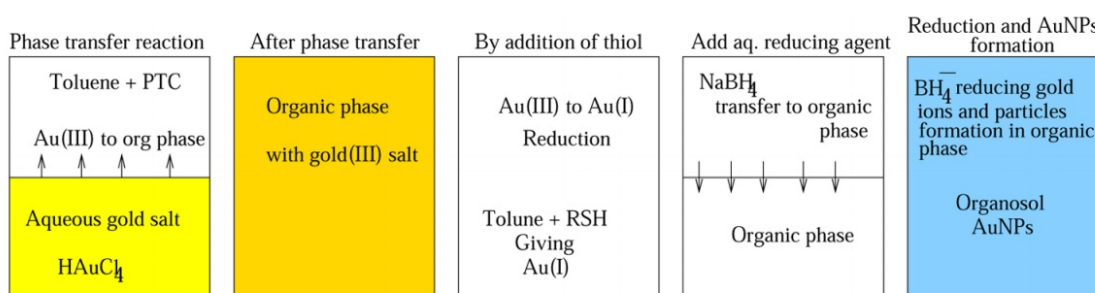 Phase transfer reaction
Toluene + PTC
Au(III) to org phase
Aqueous gold salt
HAuCl4
After phase transfer
Organic phase
with gold(III) salt
By addition of thiol
Au(III) to Au(I)
Reduction
Tolune + RSH
Giving
Au(I)
Add aq. reducing agent
NaBH4
transfer to organic
phase
Organic phase
Reduction and AuNPs
formation
BH4− reducing gold
ions and particles
formation in organic
phase
Organosol
AuNPs